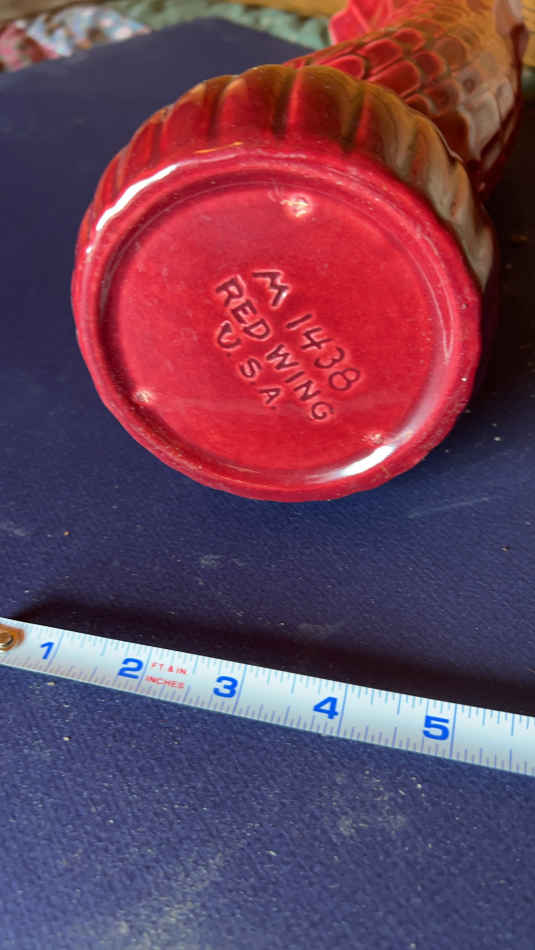 M 1438
RED WING
U. S. A.
1 2 FT & IN. 3 4 5
INCHES